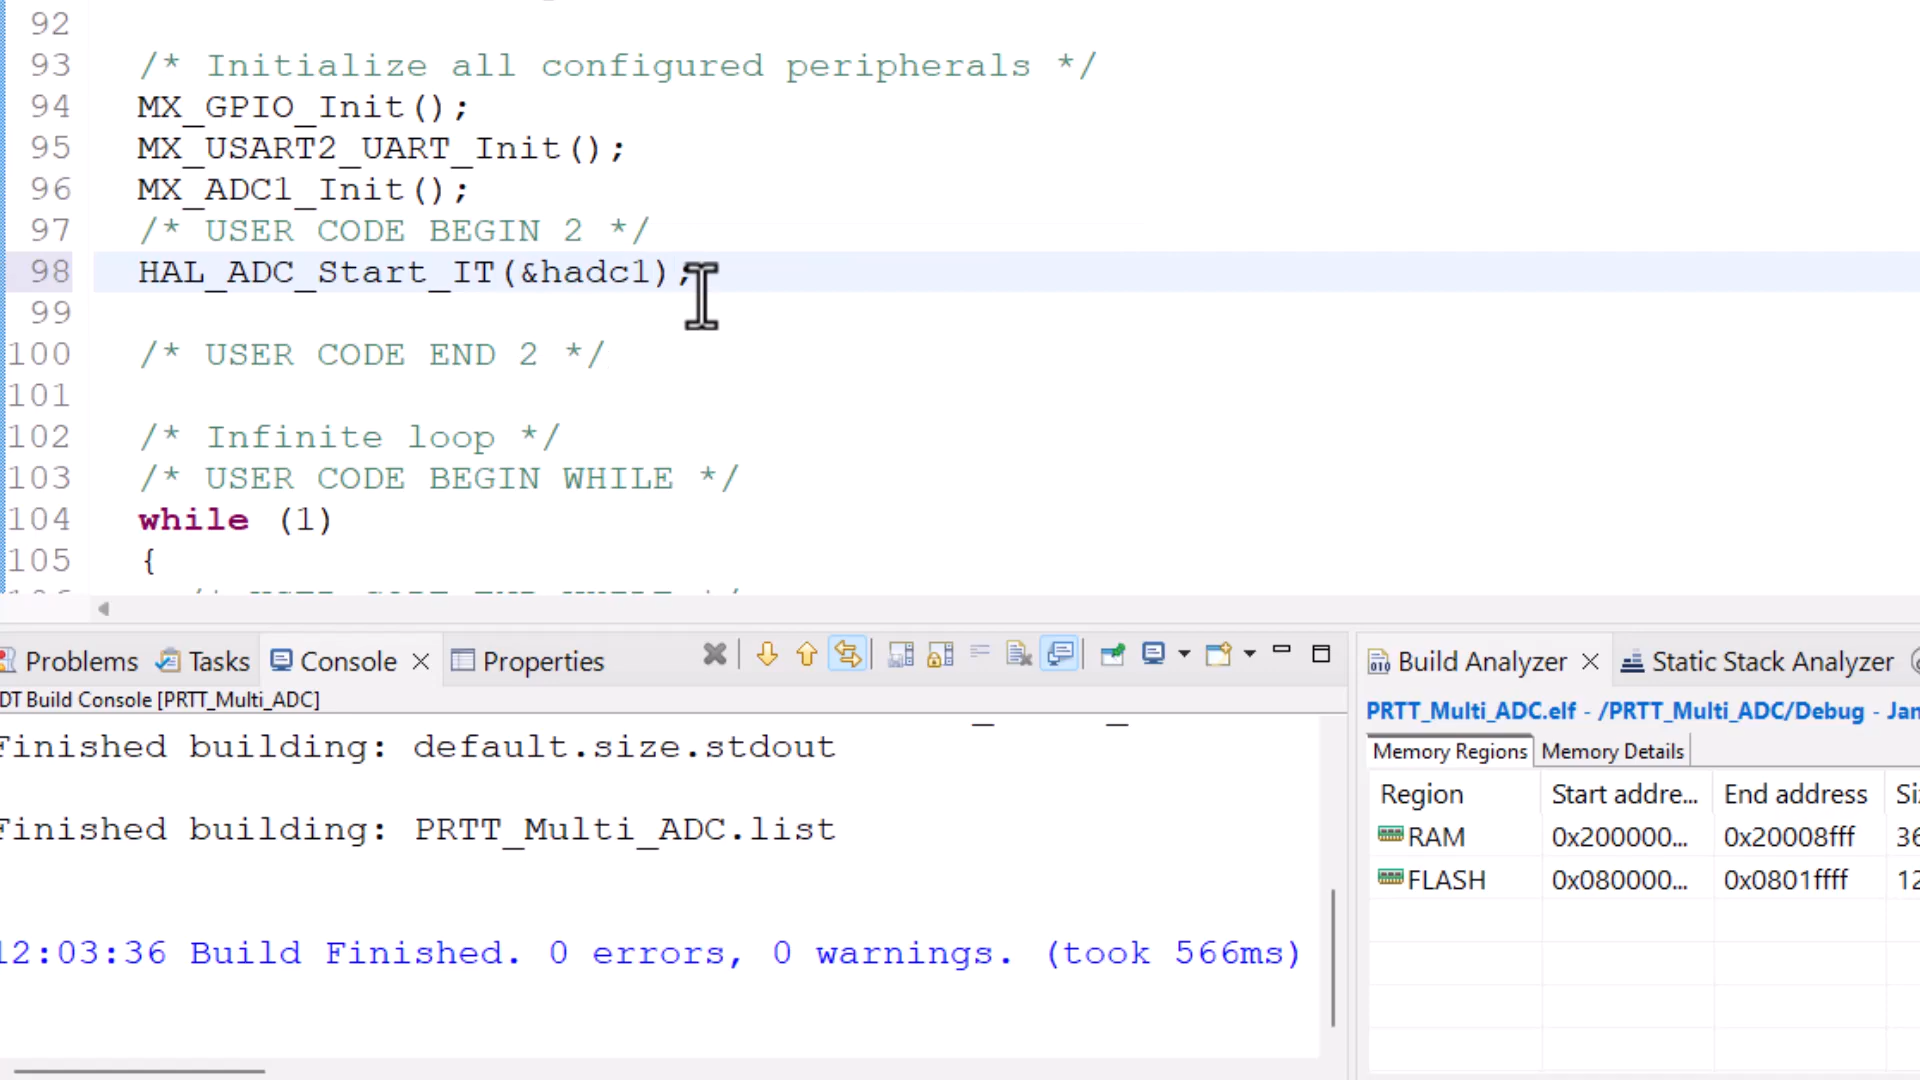 92
93 /* Initialize all configured peripherals */
94 MX_GPIO_Init();
95 MX_USART2_UART_Init();
96 MX_ADC1_Init();
97 /* USER CODE BEGIN 2 */
98 HAL_ADC_Start_IT(&hadc1);
99
100 /* USER CODE END 2 */
101
102 /* Infinite loop */
103 /* USER CODE BEGIN WHILE */
104 while (1)
105 {
Problems Tasks Console Properties
DT Build Console [PRTT_Multi_ADC]
Finished building: default.size.stdout
Finished building: PRTT_Multi_ADC.list
12:03:36 Build Finished. 0 errors, 0 warnings. (took 566ms)
Build Analyzer Static Stack Analyzer
PRTT_Multi_ADC.elf - /PRTT_Multi_ADC/Debug - Jan
Memory Regions Memory Details
Region Start addre... End address Si
RAM 0x200000... 0x20008fff 36
FLASH 0x080000... 0x0801ffff 12